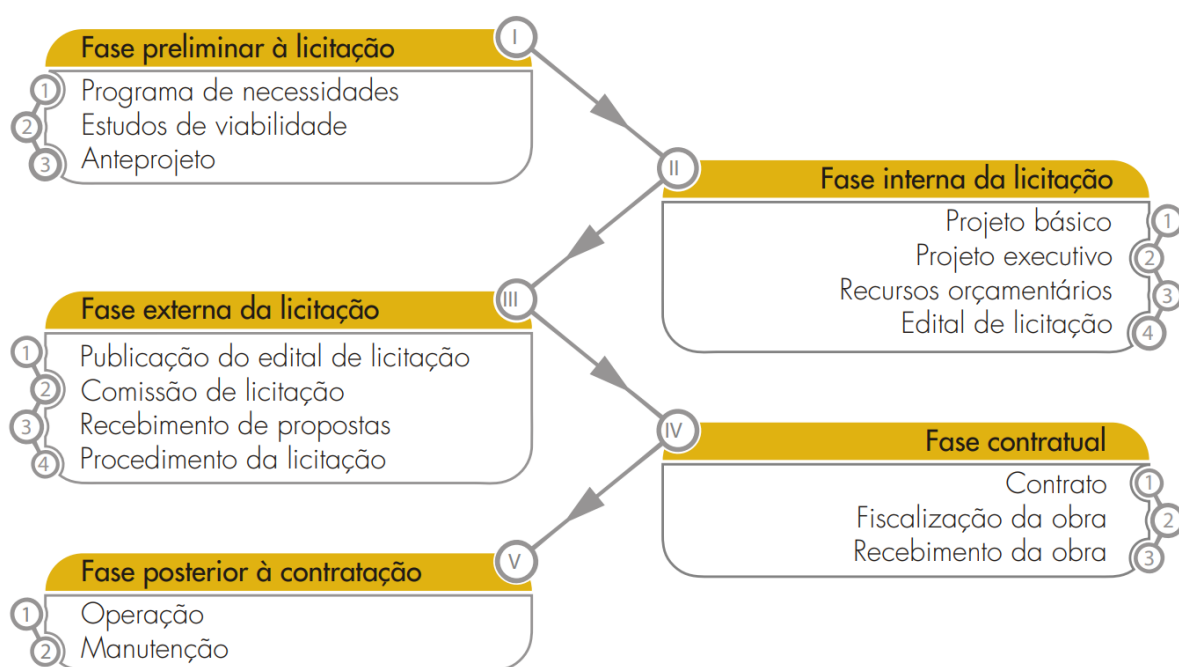 Fase preliminar à licitação
I
1 Programa de necessidades
2 Estudos de viabilidade
3 Anteprojeto
II
Fase interna da licitação
Projeto básico 1
Projeto executivo 2
Recursos orçamentários 3
Edital de licitação 4
Fase externa da licitação
III
1 Publicação do edital de licitação
2 Comissão de licitação
3 Recebimento de propostas
4 Procedimento da licitação
IV
Fase contratual
Contrato 1
Fiscalização da obra 2
Recebimento da obra 3
Fase posterior à contratação
V
1 Operação
2 Manutenção